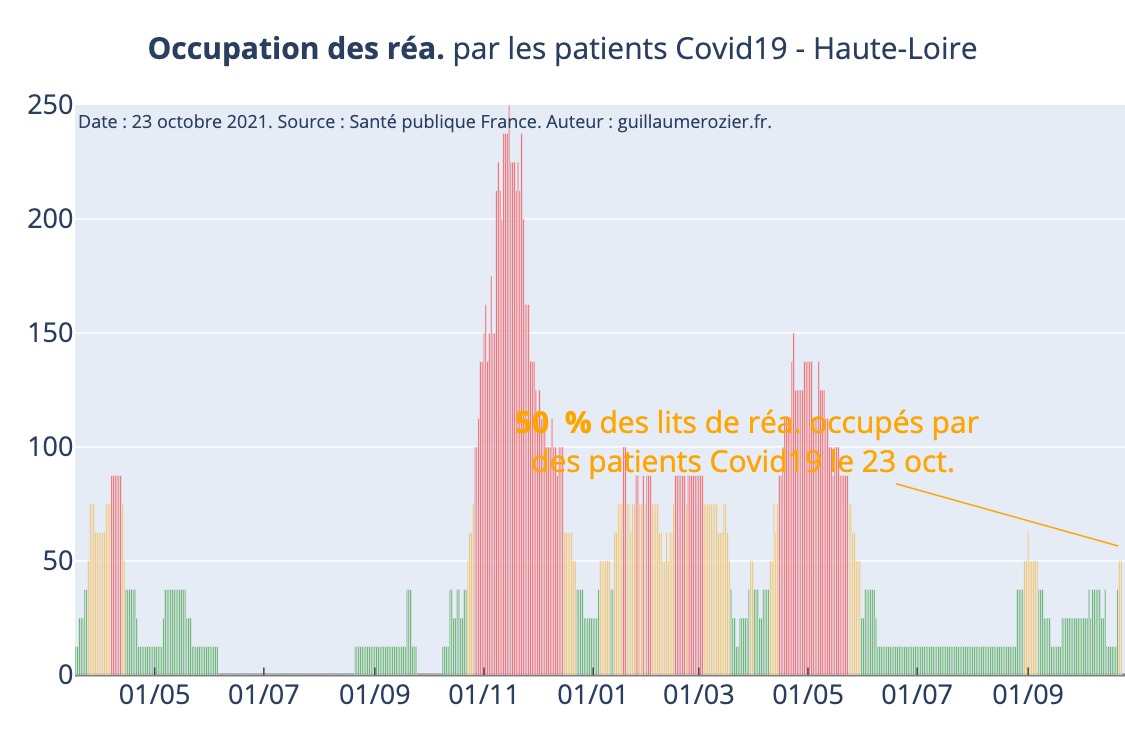 Occupation des réa. par les patients Covid19 - Haute-Loire
250
Date : 23 octobre 2021. Source : Santé publique France. Auteur : guillaumerozier.fr.
200
150
50 % des lits de réa. occupés par
des patients Covid19 le 23 oct.
100
50
0
01/05 01/07 01/09 01/11 01/01 01/03 01/05 01/07 01/09